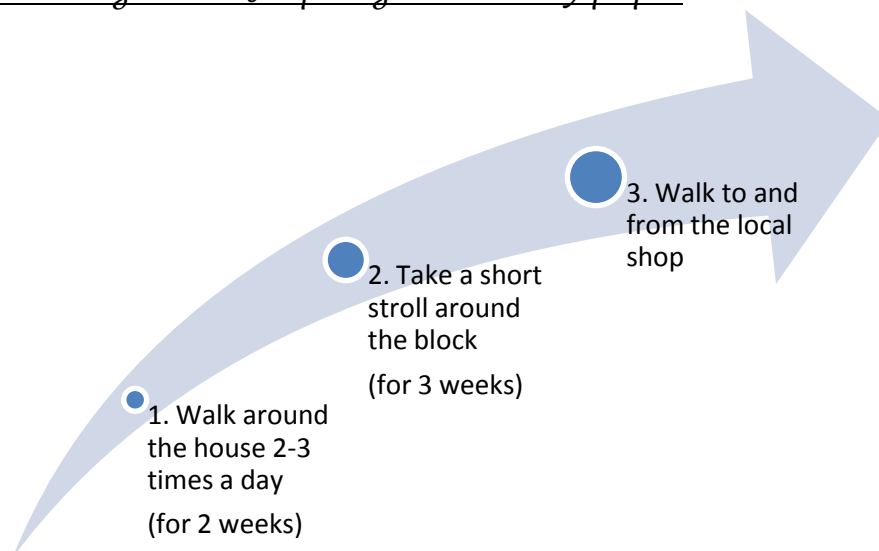 1. Walk around
the house 2-3
times a day
(for 2 weeks)
2. Take a short
stroll around
the block
(for 3 weeks)
3. Walk to and
from the local
shop